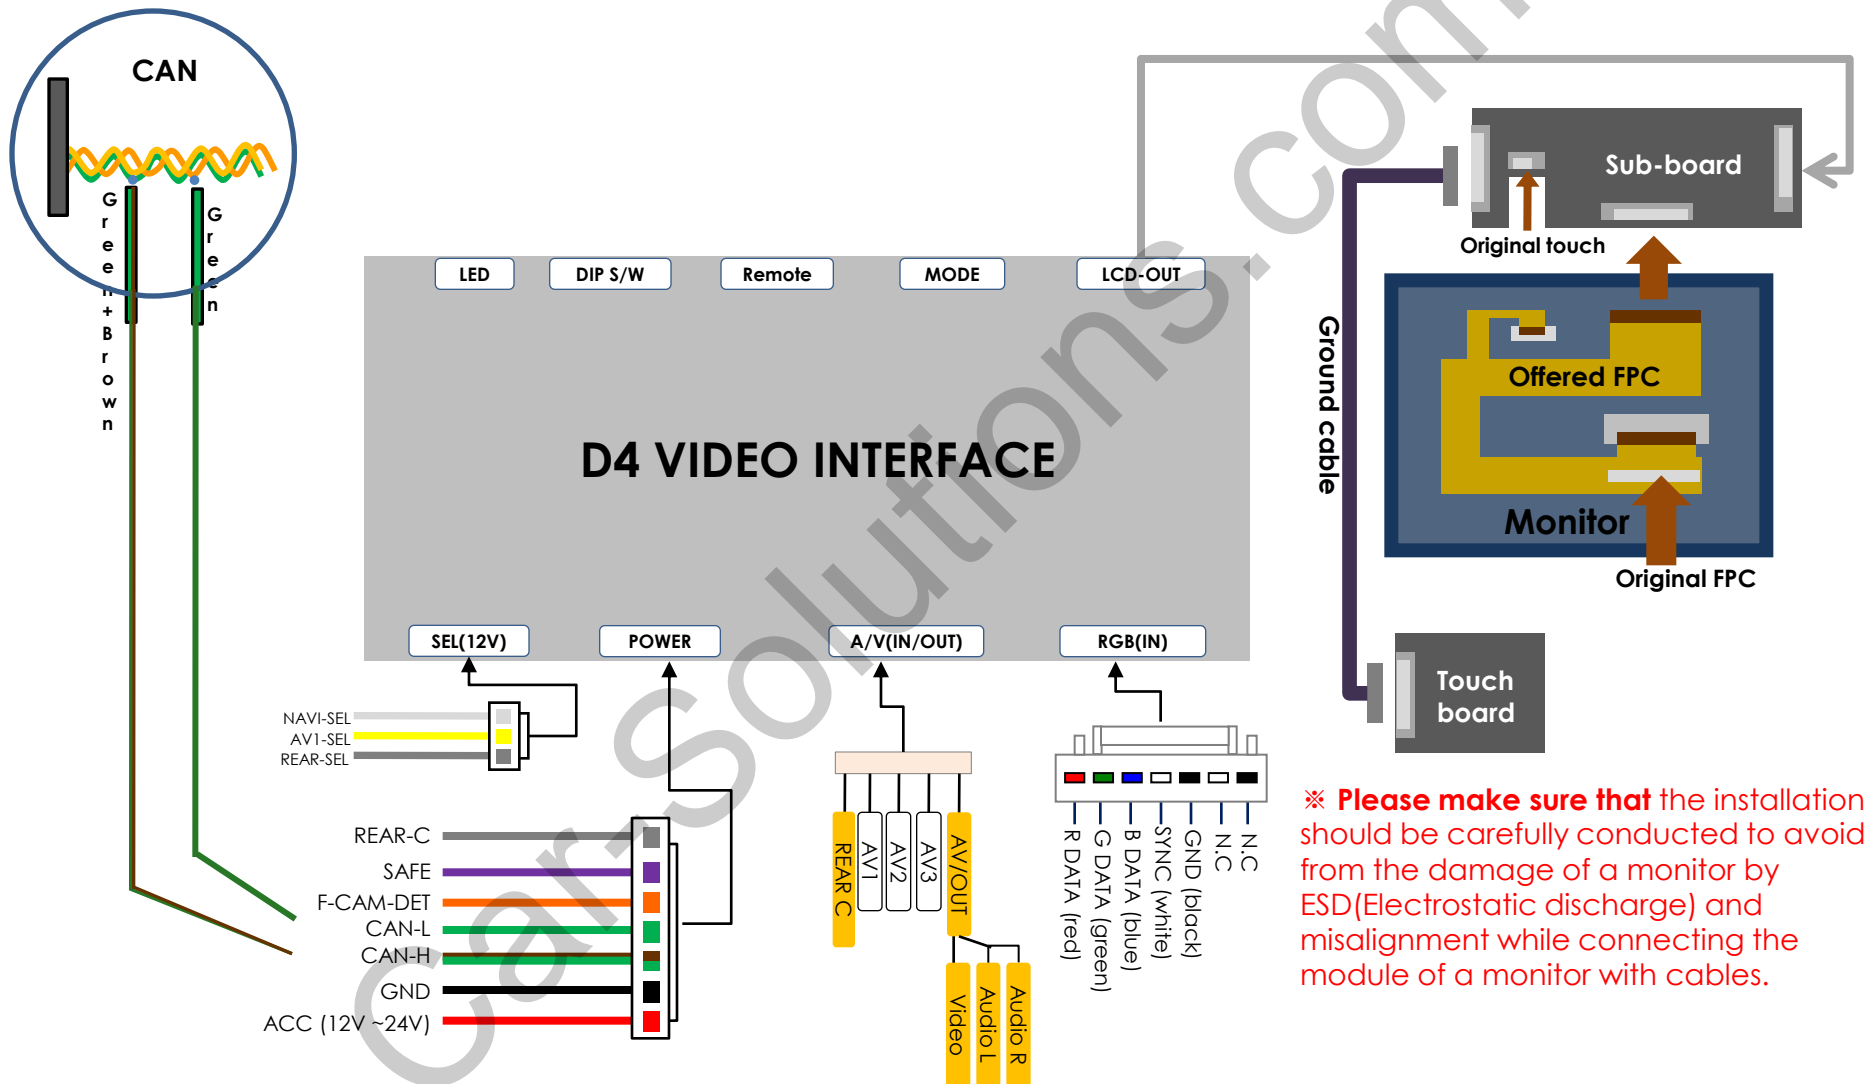 CAN
Green+Brown
Green
LED
DIP S/W
Remote
MODE
LCD-OUT
D4 VIDEO INTERFACE
SEL(12V)
POWER
A/V(IN/OUT)
RGB(IN)
NAVI-SEL
AV1-SEL
REAR-SEL
REAR-C
SAFE
F-CAM-DET
CAN-L
CAN-H
GND
ACC (12V ~24V)
REAR C
AV1
AV2
AV3
AV/OUT
Video
Audio L
Audio R
R DATA (red)
G DATA (green)
B DATA (blue)
SYNC (white)
GND (black)
N.C
N.C
Sub-board
Original touch
Ground cable
Offered FPC
Monitor
Original FPC
Touch
board
※ Please make sure that the installation
should be carefully conducted to avoid
from the damage of a monitor by
ESD(Electrostatic discharge) and
misalignment while connecting the
module of a monitor with cables.
Car-Solutions.com